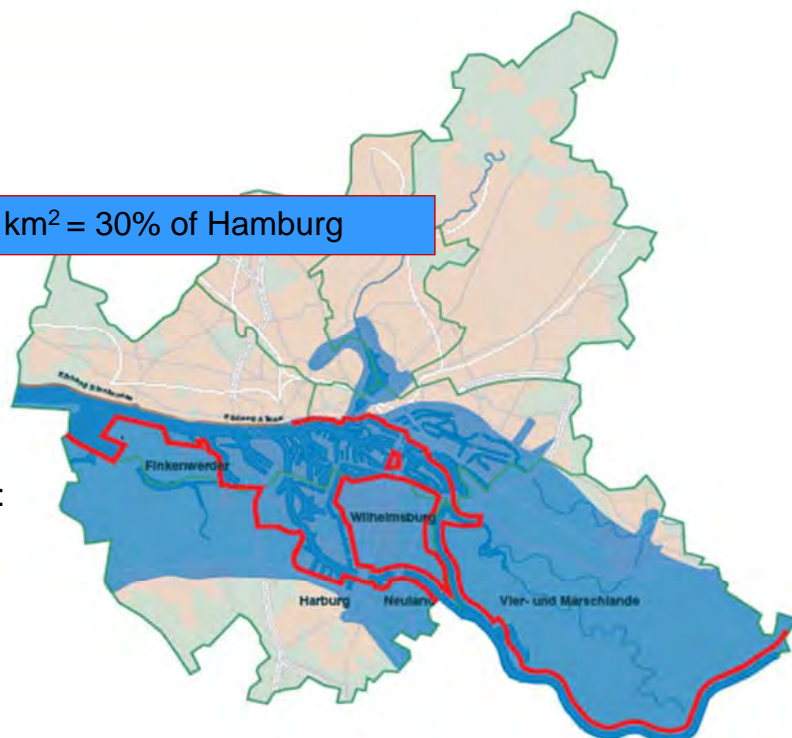 km² = 30% of Hamburg
Finkenwerder
:
Wilhelmsburg
Harburg
Neuland
Vier- und Marschlande